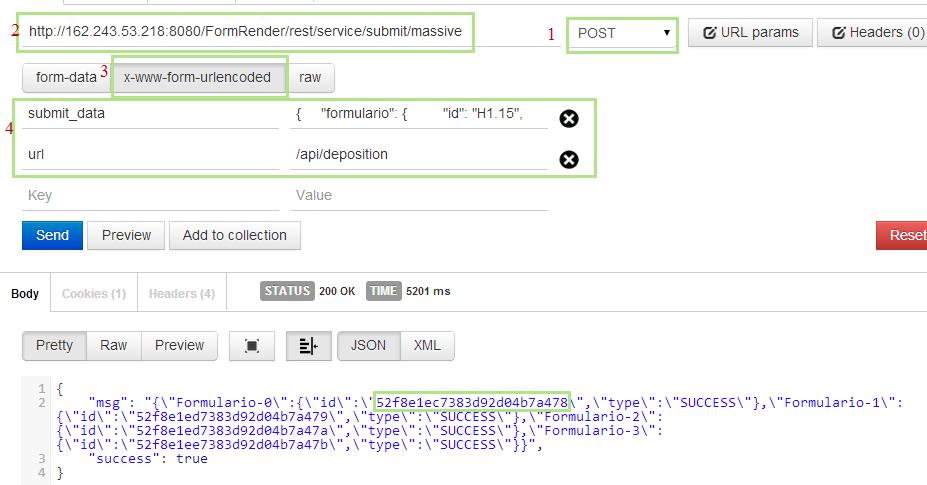 2 http://162.243.53.218:8080/FormRender/rest/service/submit/massive 1 POST URL params Headers (0)
form-data 3 x-www-form-urlencoded raw
4 submit_data { "formulario": { "id": "H1.15",
url /api/deposition
Key Value
Send Preview Add to collection Reset
Body Cookies (1) Headers (4) STATUS 200 OK TIME 5201 ms
Pretty Raw Preview JSON XML
1 {
2 "msg": "{\"Formulario-0\":{\"id\":\"52f8e1ec7383d92d04b7a478\",\"type\":\"SUCCESS\"},\"Formulario-1\":
{\"id\":\"52f8e1ed7383d92d04b7a479\",\"type\":\"SUCCESS\"},\"Formulario-2\":
{\"id\":\"52f8e1ed7383d92d04b7a47a\",\"type\":\"SUCCESS\"},\"Formulario-3\":
{\"id\":\"52f8e1ee7383d92d04b7a47b\",\"type\":\"SUCCESS\"}}",
3 "success": true
4 }